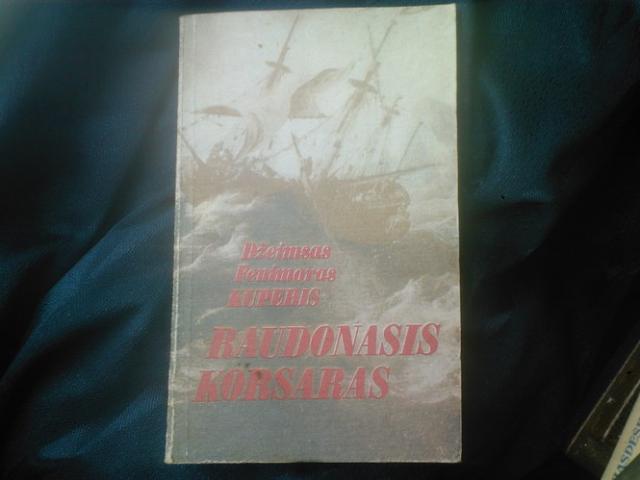 Džeimsas
Fenimoras
KUPERIS
RAUDONASIS
KORSARAS